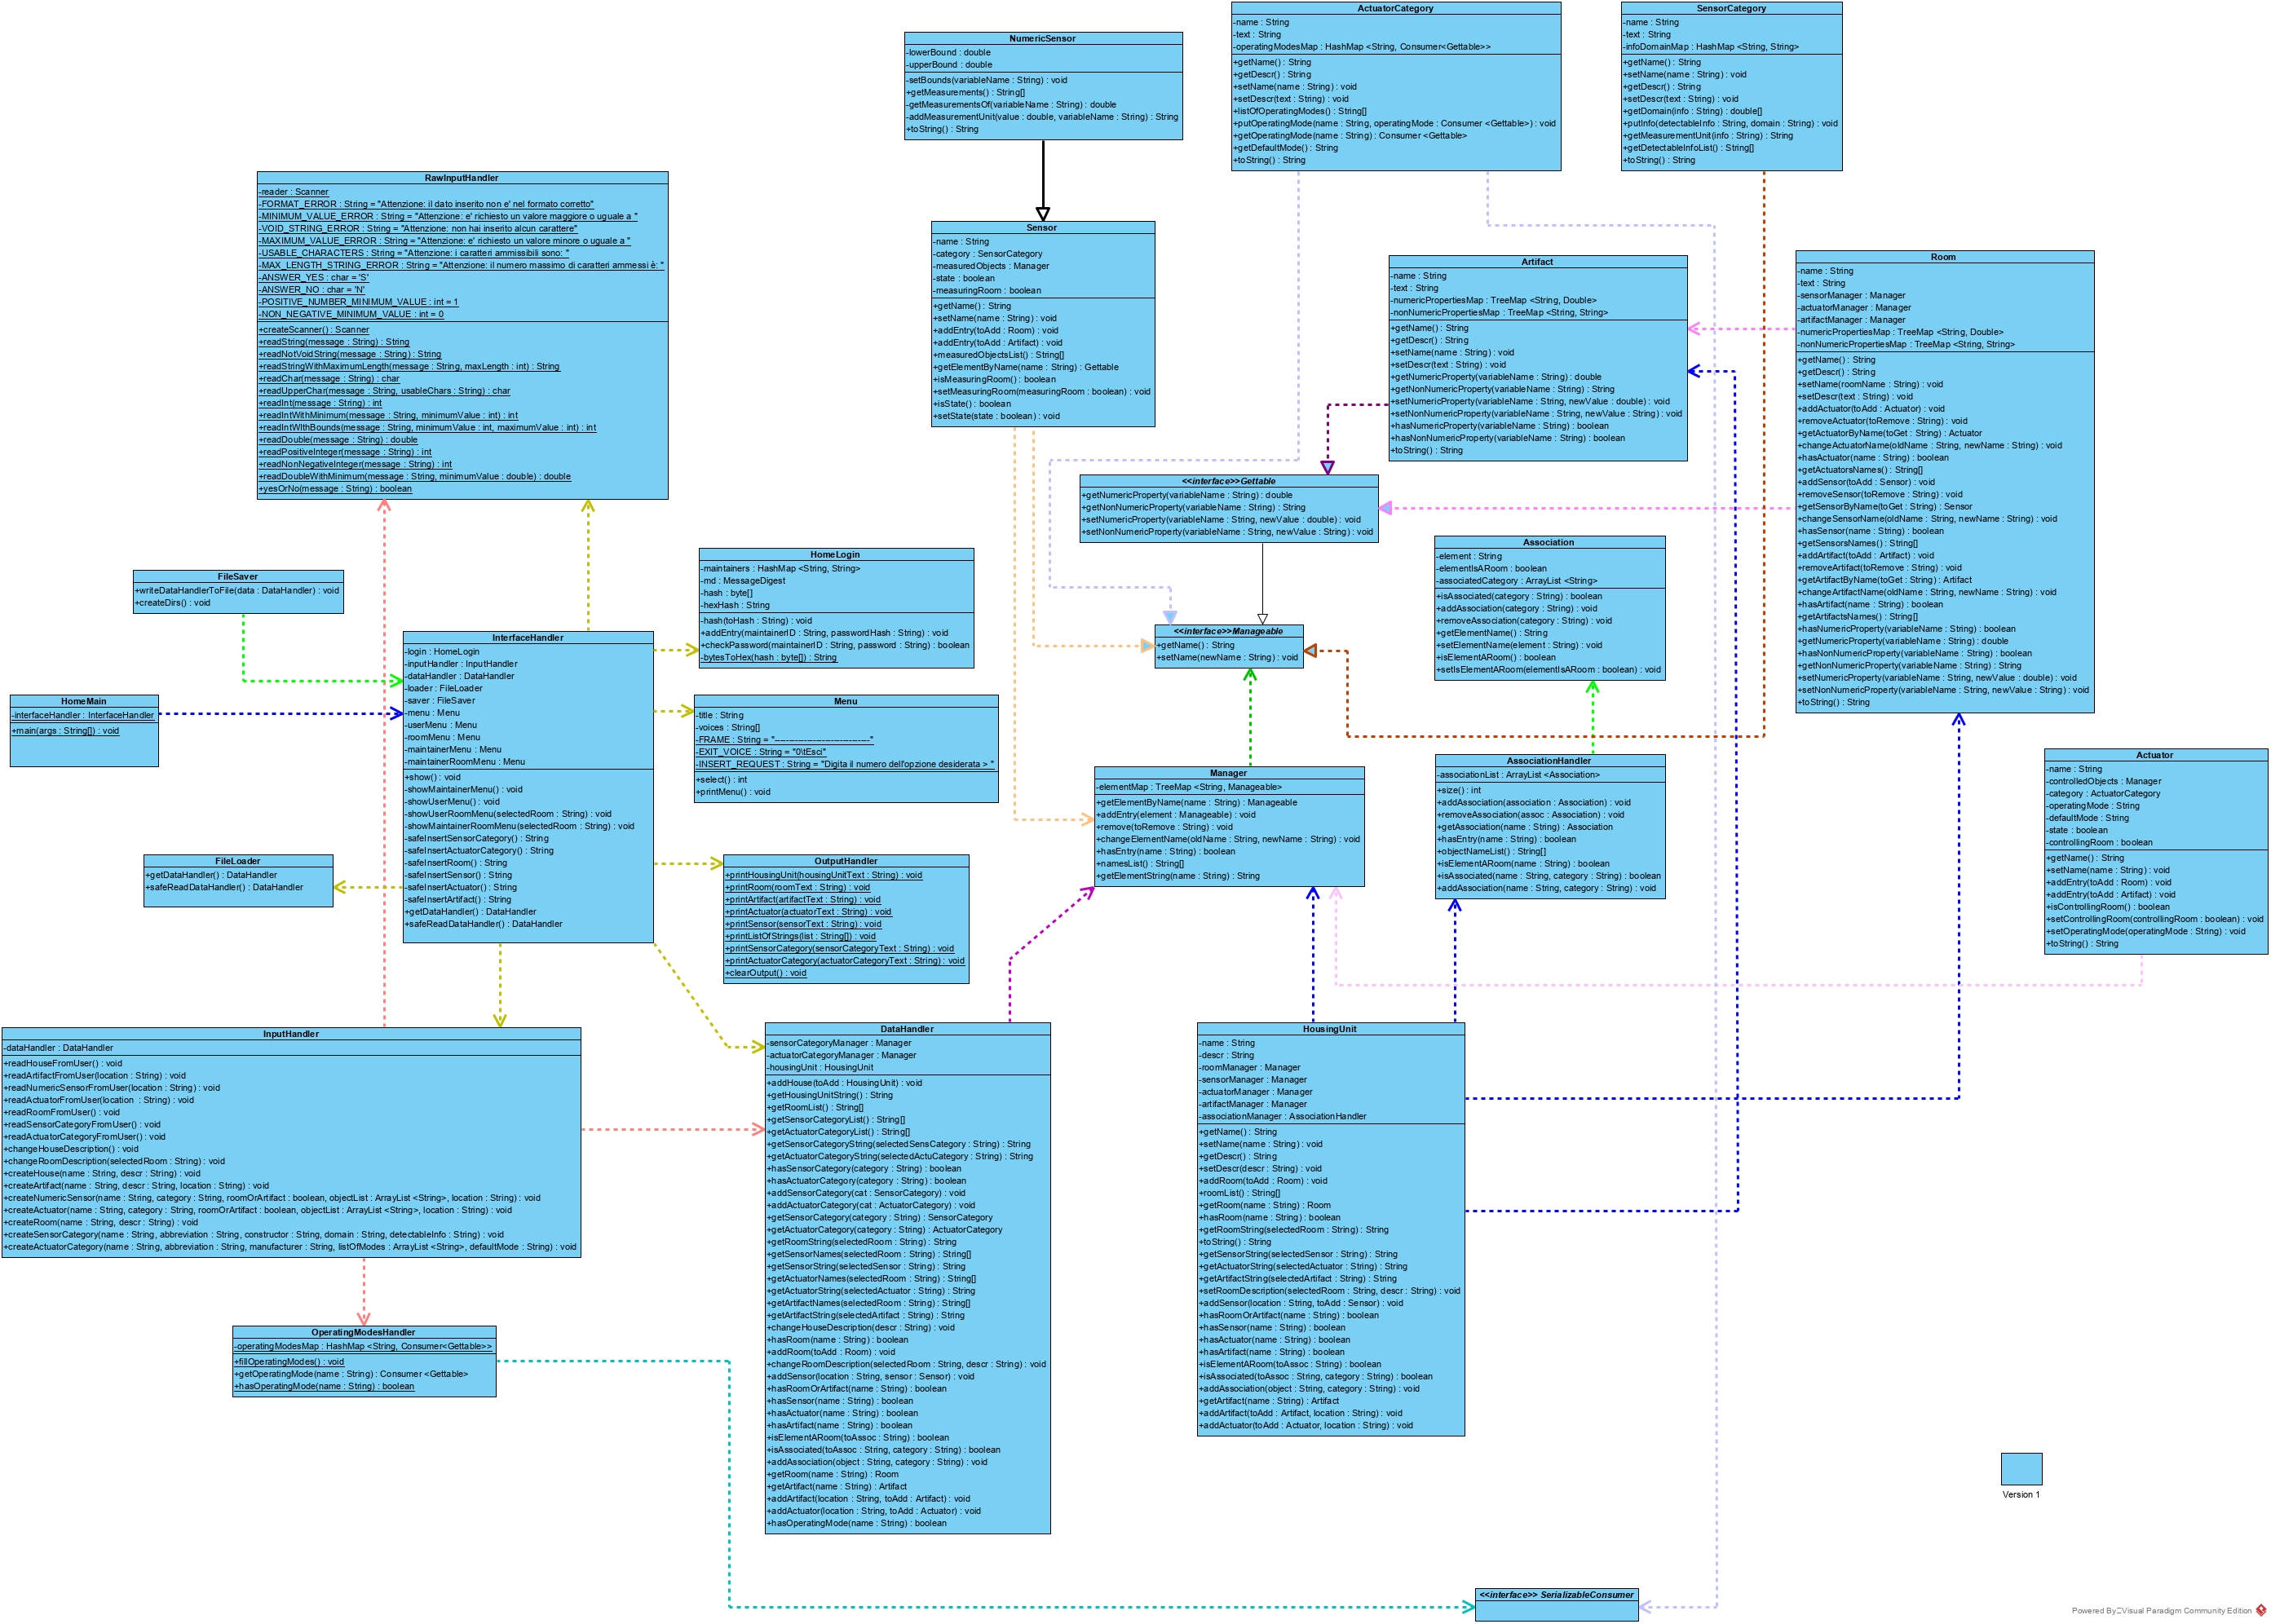 ActuatorCategory
-name : String
-text : String
-operatingModesMap : HashMap <String, Consumer<Gettable>>
+getName() : String
+getDescr() : String
+setName(name : String) : void
+setDescr(text : String) : void
+listOfOperatingModes() : String[]
+putOperatingMode(name : String, operatingMode : Consumer <Gettable>) : void
+getOperatingMode(name : String) : Consumer <Gettable>
+getDefaultMode() : String
+toString() : String
SensorCategory
-name : String
-text : String
-infoDomainMap : HashMap <String, String>
+getName() : String
+setName(name : String) : void
+getDescr() : String
+setDescr(text : String) : void
+getDomain(info : String) : double[]
+putInfo(detectableInfo : String, domain : String) : void
+getMeasurementUnit(info : String) : String
+getDetectableInfoList() : String[]
+toString() : String
NumericSensor
-lowerBound : double
-upperBound : double
-setBounds(variableName : String) : void
+getMeasurements() : String[]
-getMeasurementsOf(variableName : String) : double
-addMeasurementUnit(value : double, variableName : String) : String
+toString() : String
RawInputHandler
-reader : Scanner
-FORMAT_ERROR : String = "Attenzione: il dato inserito non e' nel formato corretto"
-MINIMUM_VALUE_ERROR : String = "Attenzione: e' richiesto un valore maggiore o uguale a "
-VOID_STRING_ERROR : String = "Attenzione: non hai inserito alcun carattere"
-MAXIMUM_VALUE_ERROR : String = "Attenzione: e' richiesto un valore minore o uguale a "
-USABLE_CHARACTERS : String = "Attenzione: i caratteri ammissibili sono: "
-MAX_LENGTH_STRING_ERROR : String = "Attenzione: il numero massimo di caratteri ammessi è: "
-ANSWER_YES : char = 'S'
-ANSWER_NO : char = 'N'
-POSITIVE_NUMBER_MINIMUM_VALUE : int = 1
-NON_NEGATIVE_MINIMUM_VALUE : int = 0
+createScanner() : Scanner
+readString(message : String) : String
+readNotVoidString(message : String) : String
+readStringWithMaximumLength(message : String, maxLength : int) : String
+readChar(message : String) : char
+readUpperChar(message : String, usableChars : String) : char
+readInt(message : String) : int
+readIntWithMinimum(message : String, minimumValue : int) : int
+readIntWIthBounds(message : String, minimumValue : int, maximumValue : int) : int
+readDouble(message : String) : double
+readPositiveInteger(message : String) : int
+readNonNegativeInteger(message : String) : int
+readDoubleWithMinimum(message : String, minimumValue : double) : double
+yesOrNo(message : String) : boolean
Sensor
-name : String
-category : SensorCategory
-measuredObjects : Manager
-state : boolean
-measuringRoom : boolean
+getName() : String
+setName(name : String) : void
+addEntry(toAdd : Room) : void
+addEntry(toAdd : Artifact) : void
+measuredObjectsList() : String[]
+getElementByName(name : String) : Gettable
+isMeasuringRoom() : boolean
+setMeasuringRoom(measuringRoom : boolean) : void
+isState() : boolean
+setState(state : boolean) : void
Artifact
-name : String
-text : String
-numericPropertiesMap : TreeMap <String, Double>
-nonNumericPropertiesMap : TreeMap <String, String>
+getName() : String
+getDescr() : String
+setName(name : String) : void
+setDescr(text : String) : void
+getNumericProperty(variableName : String) : double
+getNonNumericProperty(variableName : String) : String
+setNumericProperty(variableName : String, newValue : double) : void
+setNonNumericProperty(variableName : String, newValue : String) : void
+hasNumericProperty(variableName : String) : boolean
+hasNonNumericProperty(variableName : String) : boolean
+toString() : String
Room
-name : String
-text : String
-sensorManager : Manager
-actuatorManager : Manager
-artifactManager : Manager
-numericPropertiesMap : TreeMap <String, Double>
-nonNumericPropertiesMap : TreeMap <String, String>
+getName() : String
+getDescr() : String
+setName(roomName : String) : void
+setDescr(text : String) : void
+addActuator(toAdd : Actuator) : void
+removeActuator(toRemove : String) : void
+getActuatorByName(toGet : String) : Actuator
+changeActuatorName(oldName : String, newName : String) : void
+hasActuator(name : String) : boolean
+getActuatorsNames() : String[]
+addSensor(toAdd : Sensor) : void
+removeSensor(toRemove : String) : void
+getSensorByName(toGet : String) : Sensor
+changeSensorName(oldName : String, newName : String) : void
+hasSensor(name : String) : boolean
+getSensorsNames() : String[]
+addArtifact(toAdd : Artifact) : void
+removeArtifact(toRemove : String) : void
+getArtifactByName(toGet : String) : Artifact
+changeArtifactName(oldName : String, newName : String) : void
+hasArtifact(name : String) : boolean
+getArtifactsNames() : String[]
+hasNumericProperty(variableName : String) : boolean
+getNumericProperty(variableName : String) : double
+hasNonNumericProperty(variableName : String) : boolean
+getNonNumericProperty(variableName : String) : String
+setNumericProperty(variableName : String, newValue : double) : void
+setNonNumericProperty(variableName : String, newValue : String) : void
+toString() : String
<<interface>>Gettable
+getNumericProperty(variableName : String) : double
+getNonNumericProperty(variableName : String) : String
+setNumericProperty(variableName : String, newValue : double) : void
+setNonNumericProperty(variableName : String, newValue : String) : void
Association
-element : String
-elementIsARoom : boolean
-associatedCategory : ArrayList <String>
+isAssociated(category : String) : boolean
+addAssociation(category : String) : void
+removeAssociation(category : String) : void
+getElementName() : String
+setElementName(element : String) : void
+isElementARoom() : boolean
+setIsElementARoom(elementIsARoom : boolean) : void
HomeLogin
-maintainers : HashMap <String, String>
-md : MessageDigest
-hash : byte[]
-hexHash : String
-hash(toHash : String) : void
+addEntry(maintainerID : String, passwordHash : String) : void
+checkPassword(maintainerID : String, password : String) : boolean
-bytesToHex(hash : byte[]) : String
FileSaver
+writeDataHandlerToFile(data : DataHandler) : void
+createDirs() : void
<<interface>>Manageable
+getName() : String
+setName(newName : String) : void
InterfaceHandler
-login : HomeLogin
-inputHandler : InputHandler
-dataHandler : DataHandler
-loader : FileLoader
-saver : FileSaver
-menu : Menu
-userMenu : Menu
-roomMenu : Menu
-maintainerMenu : Menu
-maintainerRoomMenu : Menu
+show() : void
-showMaintainerMenu() : void
-showUserMenu() : void
-showUserRoomMenu(selectedRoom : String) : void
-showMaintainerRoomMenu(selectedRoom : String) : void
-safeInsertSensorCategory() : String
-safeInsertActuatorCategory() : String
-safeInsertRoom() : String
-safeInsertSensor() : String
-safeInsertActuator() : String
-safeInsertArtifact() : String
+getDataHandler() : DataHandler
+safeReadDataHandler() : DataHandler
HomeMain
-interfaceHandler : InterfaceHandler
+main(args : String[]) : void
Menu
-title : String
-voices : String[]
-FRAME : String = "--------------------------------"
-EXIT_VOICE : String = "0\tEsci"
-INSERT_REQUEST : String = "Digita il numero dell'opzione desiderata > "
+select() : int
+printMenu() : void
Manager
-elementMap : TreeMap <String, Manageable>
+getElementByName(name : String) : Manageable
+addEntry(element : Manageable) : void
+remove(toRemove : String) : void
+changeElementName(oldName : String, newName : String) : void
+hasEntry(name : String) : boolean
+namesList() : String[]
+getElementString(name : String) : String
AssociationHandler
-associationList : ArrayList <Association>
+size() : int
+addAssociation(association : Association) : void
+removeAssociation(assoc : Association) : void
+getAssociation(name : String) : Association
+hasEntry(name : String) : boolean
+objectNameList() : String[]
+isElementARoom(name : String) : boolean
+isAssociated(name : String, category : String) : boolean
+addAssociation(name : String, category : String) : void
Actuator
-name : String
-controlledObjects : Manager
-category : ActuatorCategory
-operatingMode : String
-defaultMode : String
-state : boolean
-controllingRoom : boolean
+getName() : String
+setName(name : String) : void
+addEntry(toAdd : Room) : void
+addEntry(toAdd : Artifact) : void
+isControllingRoom() : boolean
+setControllingRoom(controllingRoom : boolean) : void
+setOperatingMode(operatingMode : String) : void
+toString() : String
FileLoader
+getDataHandler() : DataHandler
+safeReadDataHandler() : DataHandler
OutputHandler
+printHousingUnit(housingUnitText : String) : void
+printRoom(roomText : String) : void
+printArtifact(artifactText : String) : void
+printActuator(actuatorText : String) : void
+printSensor(sensorText : String) : void
+printListOfStrings(list : String[]) : void
+printSensorCategory(sensorCategoryText : String) : void
+printActuatorCategory(actuatorCategoryText : String) : void
+clearOutput() : void
InputHandler
-dataHandler : DataHandler
+readHouseFromUser() : void
+readArtifactFromUser(location : String) : void
+readNumericSensorFromUser(location : String) : void
+readActuatorFromUser(location : String) : void
+readRoomFromUser() : void
+readSensorCategoryFromUser() : void
+readActuatorCategoryFromUser() : void
+changeHouseDescription() : void
+changeRoomDescription(selectedRoom : String) : void
+createHouse(name : String, descr : String) : void
+createArtifact(name : String, descr : String, location : String) : void
+createNumericSensor(name : String, category : String, roomOrArtifact : boolean, objectList : ArrayList <String>, location : String) : void
+createActuator(name : String, category : String, roomOrArtifact : boolean, objectList : ArrayList <String>, location : String) : void
+createRoom(name : String, descr : String) : void
+createSensorCategory(name : String, abbreviation : String, constructor : String, domain : String, detectableInfo : String) : void
+createActuatorCategory(name : String, abbreviation : String, manufacturer : String, listOfModes : ArrayList <String>, defaultMode : String) : void
DataHandler
-sensorCategoryManager : Manager
-actuatorCategoryManager : Manager
-housingUnit : HousingUnit
+addHouse(toAdd : HousingUnit) : void
+getHousingUnitString() : String
+getRoomList() : String[]
+getSensorCategoryList() : String[]
+getActuatorCategoryList() : String[]
+getSensorCategoryString(selectedSensCategory : String) : String
+getActuatorCategoryString(selectedActuCategory : String) : String
+hasSensorCategory(category : String) : boolean
+hasActuatorCategory(category : String) : boolean
+addSensorCategory(cat : SensorCategory) : void
+addActuatorCategory(cat : ActuatorCategory) : void
+getSensorCategory(category : String) : SensorCategory
+getActuatorCategory(category : String) : ActuatorCategory
+getRoomString(selectedRoom : String) : String
+getSensorNames(selectedRoom : String) : String[]
+getSensorString(selectedSensor : String) : String
+getActuatorNames(selectedRoom : String) : String[]
+getActuatorString(selectedActuator : String) : String
+getArtifactNames(selectedRoom : String) : String[]
+getArtifactString(selectedArtifact : String) : String
+changeHouseDescription(descr : String) : void
+hasRoom(name : String) : boolean
+addRoom(toAdd : Room) : void
+changeRoomDescription(selectedRoom : String, descr : String) : void
+addSensor(location : String, sensor : Sensor) : void
+hasRoomOrArtifact(name : String) : boolean
+hasSensor(name : String) : boolean
+hasActuator(name : String) : boolean
+hasArtifact(name : String) : boolean
+isElementARoom(toAssoc : String) : boolean
+isAssociated(toAssoc : String, category : String) : boolean
+addAssociation(object : String, category : String) : void
+getRoom(name : String) : Room
+getArtifact(name : String) : Artifact
+addArtifact(location : String, toAdd : Artifact) : void
+addActuator(location : String, toAdd : Actuator) : void
+hasOperatingMode(name : String) : boolean
HousingUnit
-name : String
-descr : String
-roomManager : Manager
-sensorManager : Manager
-actuatorManager : Manager
-artifactManager : Manager
-associationManager : AssociationHandler
+getName() : String
+setName(name : String) : void
+getDescr() : String
+setDescr(descr : String) : void
+addRoom(toAdd : Room) : void
+roomList() : String[]
+getRoom(name : String) : Room
+hasRoom(name : String) : boolean
+getRoomString(selectedRoom : String) : String
+toString() : String
+getSensorString(selectedSensor : String) : String
+getActuatorString(selectedActuator : String) : String
+getArtifactString(selectedArtifact : String) : String
+setRoomDescription(selectedRoom : String, descr : String) : void
+addSensor(location : String, toAdd : Sensor) : void
+hasRoomOrArtifact(name : String) : boolean
+hasSensor(name : String) : boolean
+hasActuator(name : String) : boolean
+hasArtifact(name : String) : boolean
+isElementARoom(toAssoc : String) : boolean
+isAssociated(toAssoc : String, category : String) : boolean
+addAssociation(object : String, category : String) : void
+getArtifact(name : String) : Artifact
+addArtifact(toAdd : Artifact, location : String) : void
+addActuator(toAdd : Actuator, location : String) : void
OperatingModesHandler
-operatingModesMap : HashMap <String, Consumer<Gettable>>
+fillOperatingModes() : void
+getOperatingMode(name : String) : Consumer <Gettable>
+hasOperatingMode(name : String) : boolean
Version 1
<<interface>> SerializableConsumer
Powered By Visual Paradigm Community Edition